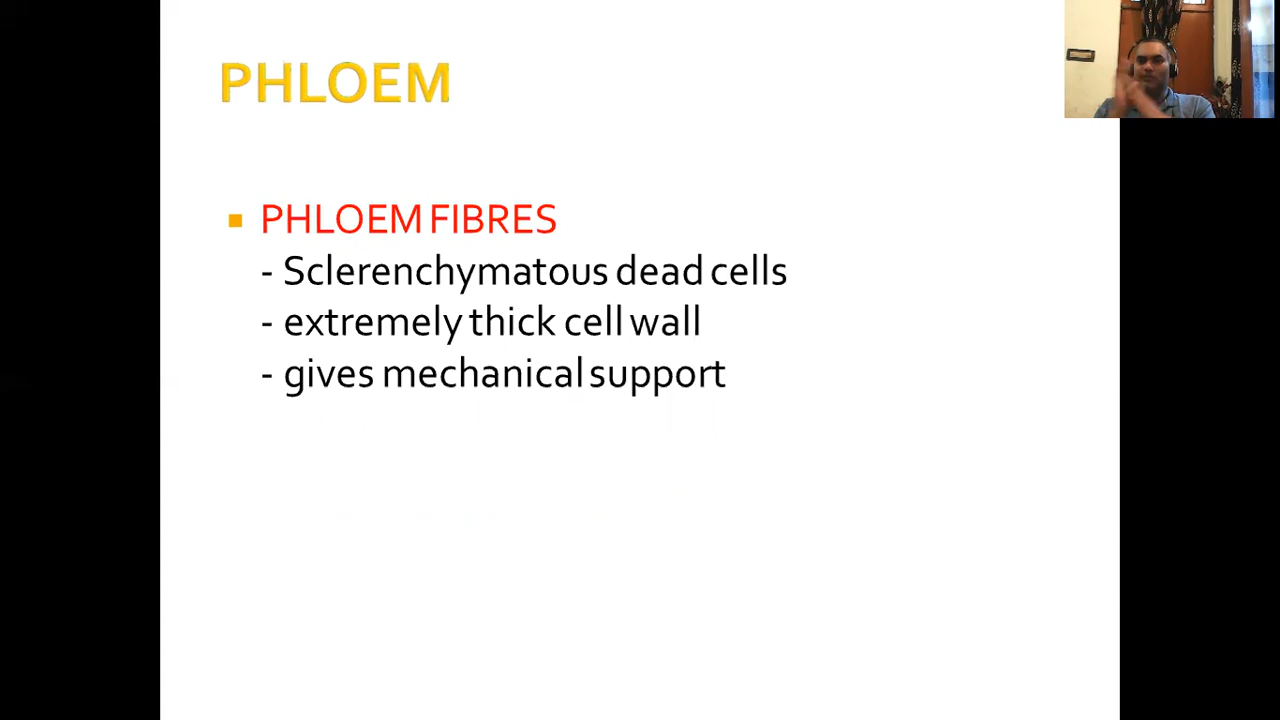 PHLOEM
PHLOEM FIBRES
- Sclerenchymatous dead cells
- extremely thick cell wall
- gives mechanical support